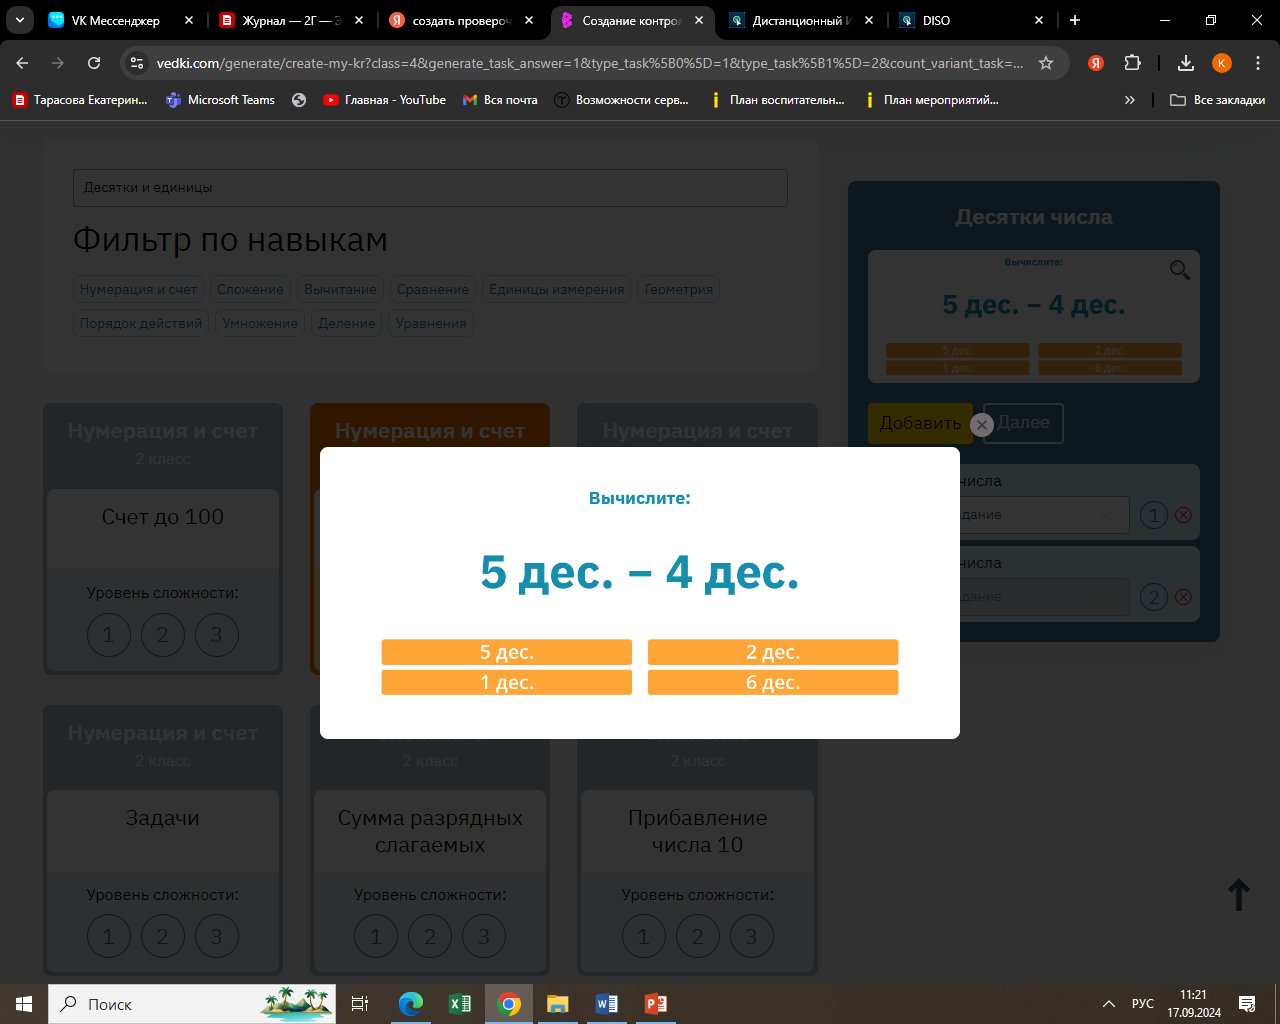 VK Мессенджер
Журнал — 2Г — Э
создать провероч
Создание контрол
Дистанционный И
DISO
vedki.com/generate/create-my-kr?class=4&generate_task_answer=1&type_task%5B0%5D=1&type_task%5B1%5D=2&count_variant_task=...
Тарасова Екатерин...
Microsoft Teams
Главная - YouTube
Вся почта
Возможности серв...
План воспитательн...
План мероприятий...
Все закладки
Десятки и единицы
Фильтр по навыкам
Нумерация и счет Сложение Вычитание Сравнение Единицы измерения Геометрия
Порядок действий Умножение Деление Уравнения
Десятки числа
Вычислите:
5 дес. – 4 дес.
5 дес. 2 дес.
1 дес. 6 дес.
Добавить Далее
числа
дание 1
числа
дание 2
Нумерация и счет
2 класс
Счет до 100
Уровень сложности:
1 2 3
Нумерация и счет
Нумерация и счет
Вычислите:
5 дес. – 4 дес.
5 дес. 2 дес.
1 дес. 6 дес.
Нумерация и счет
2 класс
Задачи
Уровень сложности:
1 2 3
2 класс
Сумма разрядных
слагаемых
Уровень сложности:
1 2 3
2 класс
Прибавление
числа 10
Уровень сложности:
1 2 3
Поиск
РУС
11:21
17.09.2024